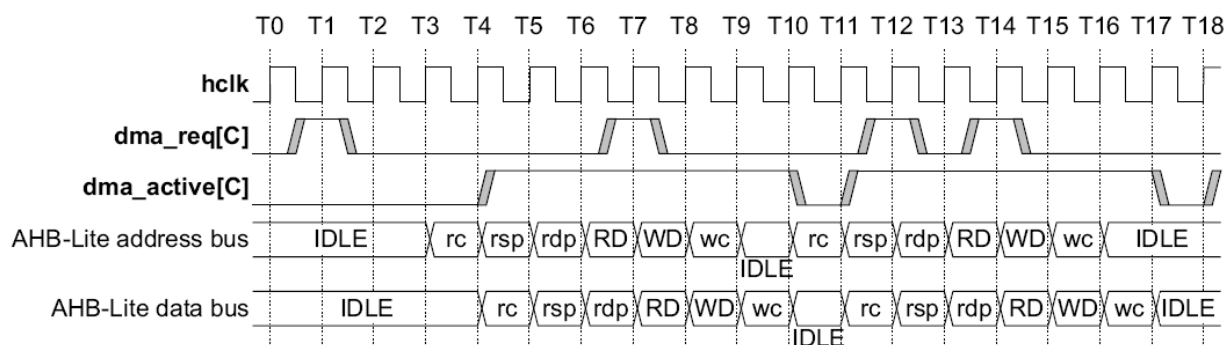 T0 T1 T2 T3 T4 T5 T6 T7 T8 T9 T10 T11 T12 T13 T14 T15 T16 T17 T18
hclk
dma_req[C]
dma_active[C]
AHB-Lite address bus IDLE rc rsp rdp RD WD wc IDLE rc rsp rdp RD WD wc IDLE
AHB-Lite data bus IDLE rc rsp rdp RD WD wc IDLE rc rsp rdp RD WD wc IDLE